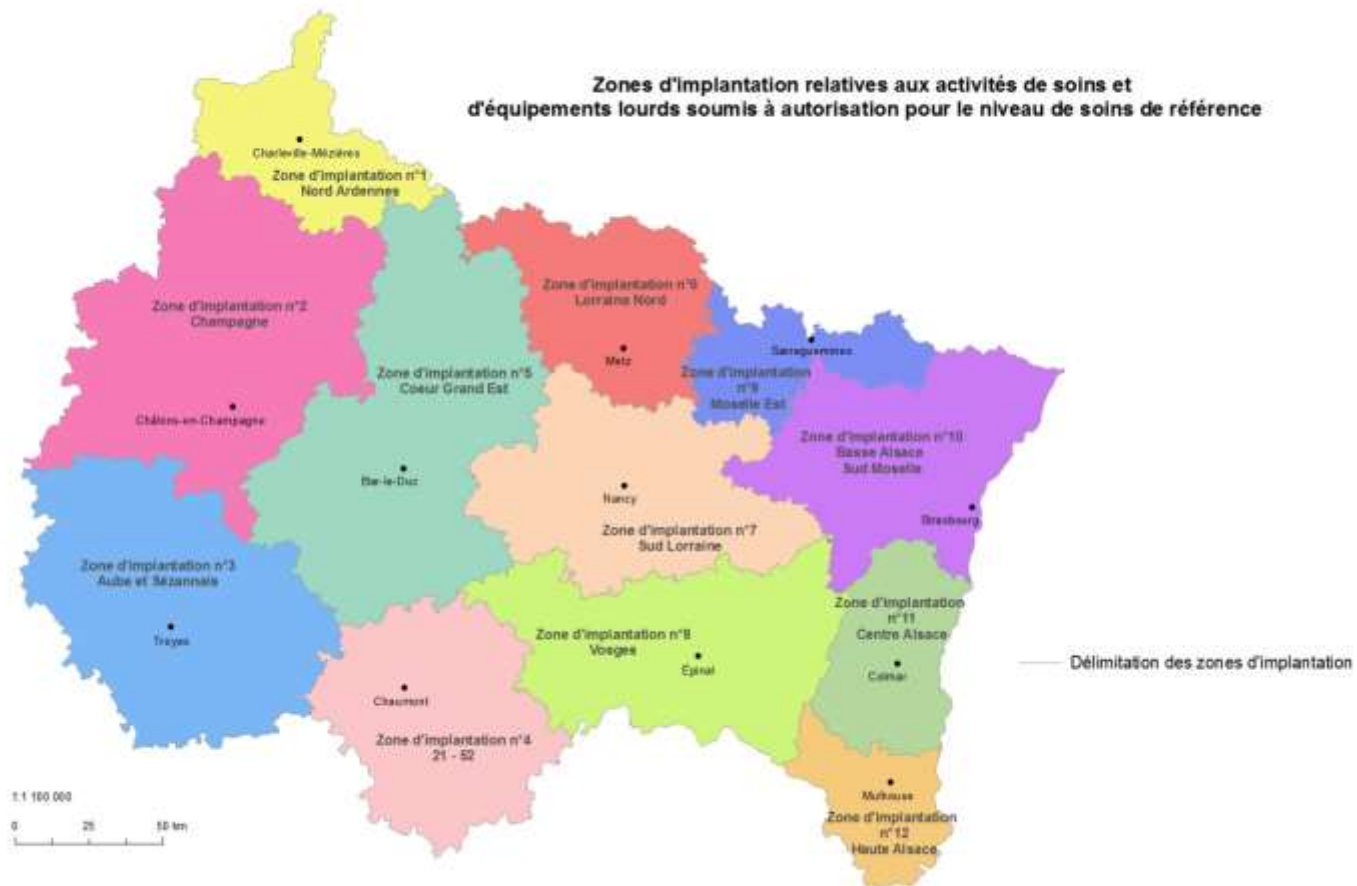 Zones d'implantation relatives aux activités de soins et
d'équipements lourds soumis à autorisation pour le niveau de soins de référence
Charleville-Mézières
Zone d'implantation n°1
Nord Ardennes
Zone d'implantation n°2
Champagne
Châlons-en-Champagne
Zone d'implantation n°5
Coeur Grand Est
Bar-le-Duc
Zone d'implantation n°6
Lorraine Nord
Metz
Sarreguemines
Zone d'implantation
n°9
Moselle Est
Zone d'implantation n°10
Basse Alsace
Sud Moselle
Strasbourg
Nancy
Zone d'implantation n°7
Sud Lorraine
Zone d'implantation n°3
Aube et Sézannais
Troyes
Zone d'implantation n°8
Vosges
Epinal
Zone d'implantation
n°11
Centre Alsace
Colmar
Délimitation des zones d'implantation
Chaumont
Zone d'implantation n°4
21 - 52
Mulhouse
Zone d'implantation
n°12
Haute Alsace
1:1 100 000
0 25 50 km